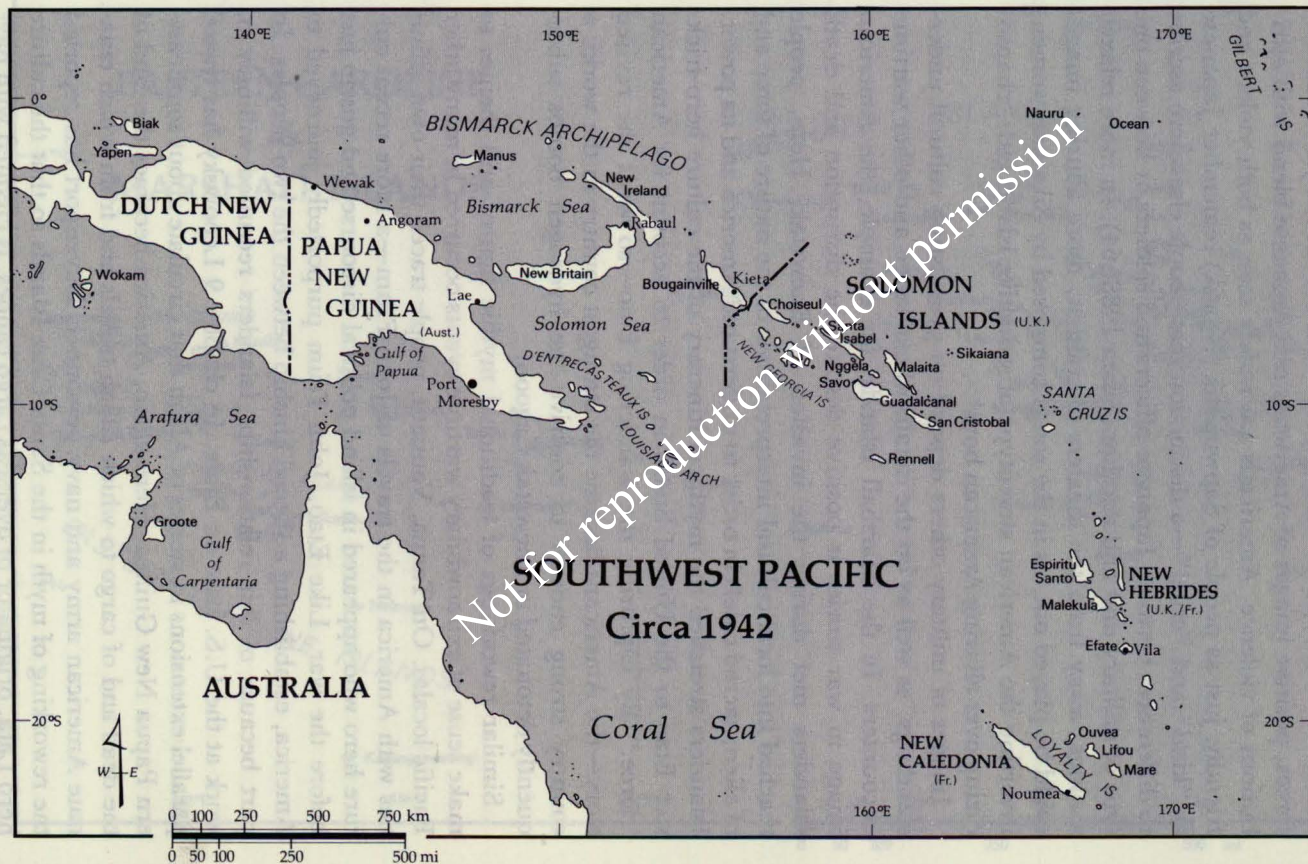 140°E
150°E
160°E
170°E
GILBERT
IS
0°
Biak
Yapen
Nauru
Ocean
BISMARCK ARCHIPELAGO
Manus
Wewak
New
Ireland
DUTCH NEW
GUINEA
Angoram
Bismarck Sea
Rabaul
PAPUA
NEW
GUINEA
(Aust.)
Wokam
New Britain
Kieta
Bougainville
SOLOMON
ISLANDS (U.K.)
Choiseul
Lae
Solomon Sea
Santa
Isabel
Gulf of
Papua
D'ENTRECASTEAUX IS
NEW GEORGIA IS
Nggela
Malaita
Sikaiana
Savo
Port
Moresby
Guadalcanal
SANTA
CRUZ IS
10°S
Arafura Sea
10°S
San Cristobal
LOUISIADE ARCH
Rennell
Groote
Gulf
of
Carpentaria
SOUTHWEST PACIFIC
Circa 1942
Espiritu
Santo
NEW
HEBRIDES
(U.K./Fr.)
Malekula
Efate
Vila
AUSTRALIA
20°S
Coral Sea
20°S
NEW
CALEDONIA
(Fr.)
LOYALTY IS
Ouvea
Lifou
Mare
Noumea
W E
160°E
170°E
0 100 250 500 750 km
0 50 100 250 500 mi
Not for reproduction without permission